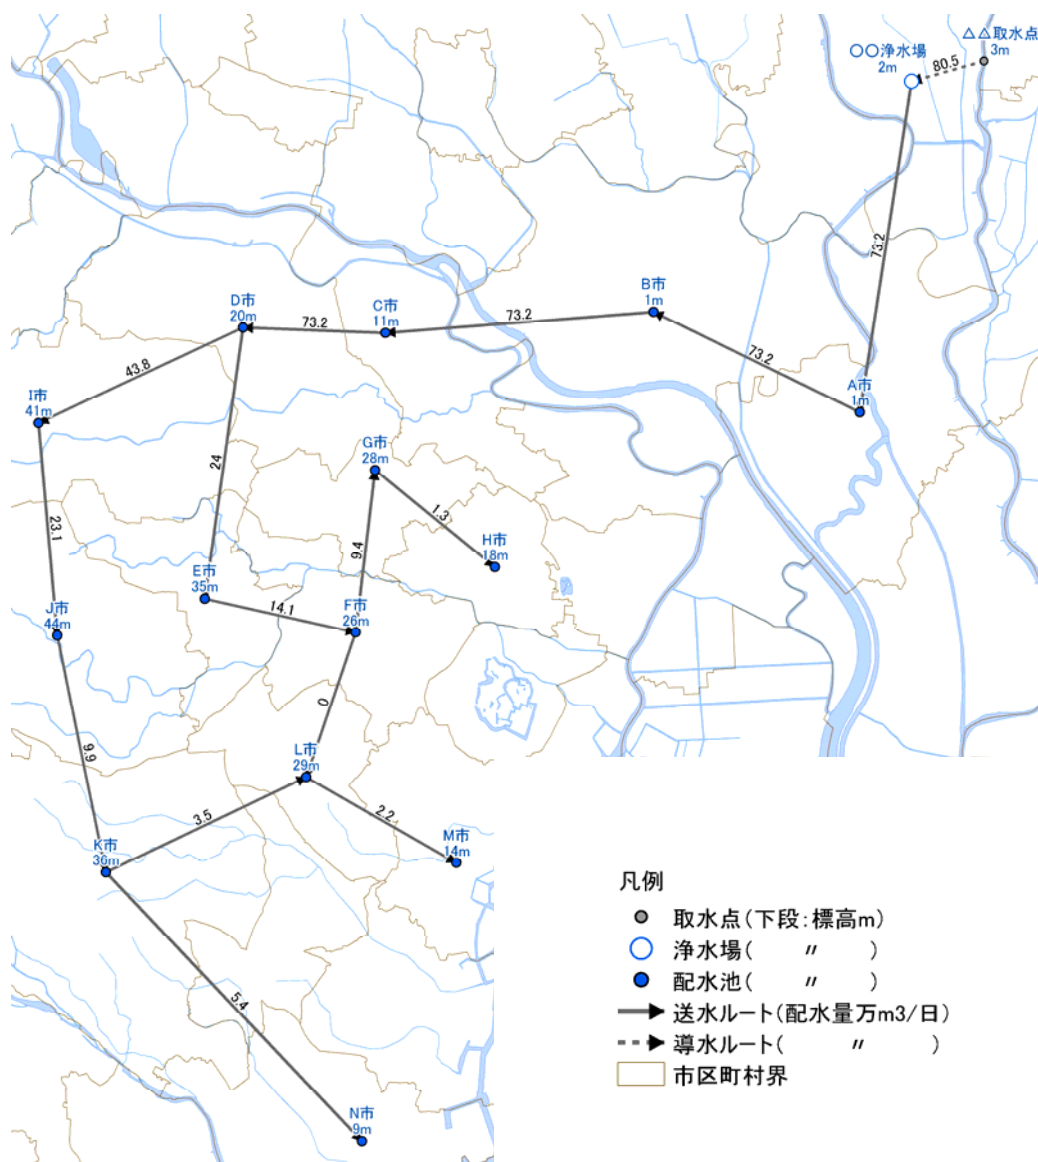 △△取水点
3m
○○浄水場
2m
80.5
73.2
B市
1m
D市
20m
C市
11m
73.2
73.2
73.2
43.8
A市
1m
I市
41m
G市
28m
24
1.3
23.1
9.4
H市
18m
E市
35m
14.1
J市
44m
F市
26m
0
9.9
L市
29m
3.5
2.2
M市
14m
K市
36m
5.4
N市
9m
凡例
取水点(下段:標高m)
浄水場( 〃 )
配水池( 〃 )
送水ルート(配水量万m3/日)
導水ルート( 〃 )
市区町村界